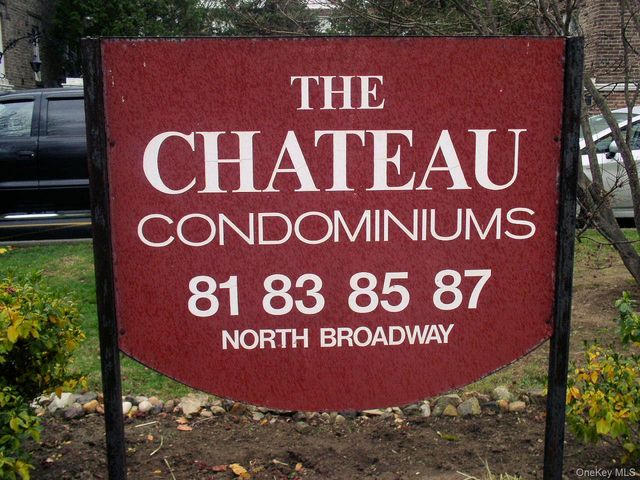 THE
CHATEAU
CONDOMINIUMS
81 83 85 87
NORTH BROADWAY
OneKey MLS